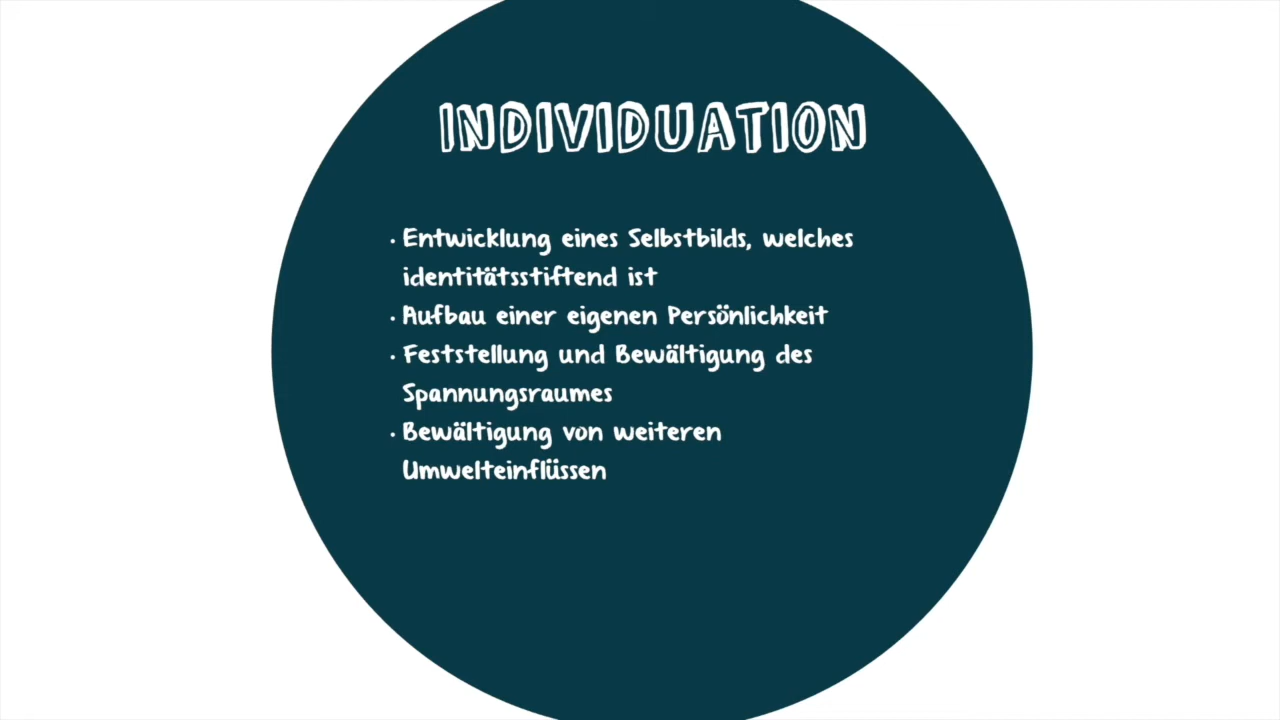 INDIVIDUATION
• Entwicklung eines Selbstbilds, welches
identitätsstiftend ist
• Aufbau einer eigenen Persönlichkeit
• Feststellung und Bewältigung des
Spannungsraumes
• Bewältigung von weiteren
Umwelteinflüssen